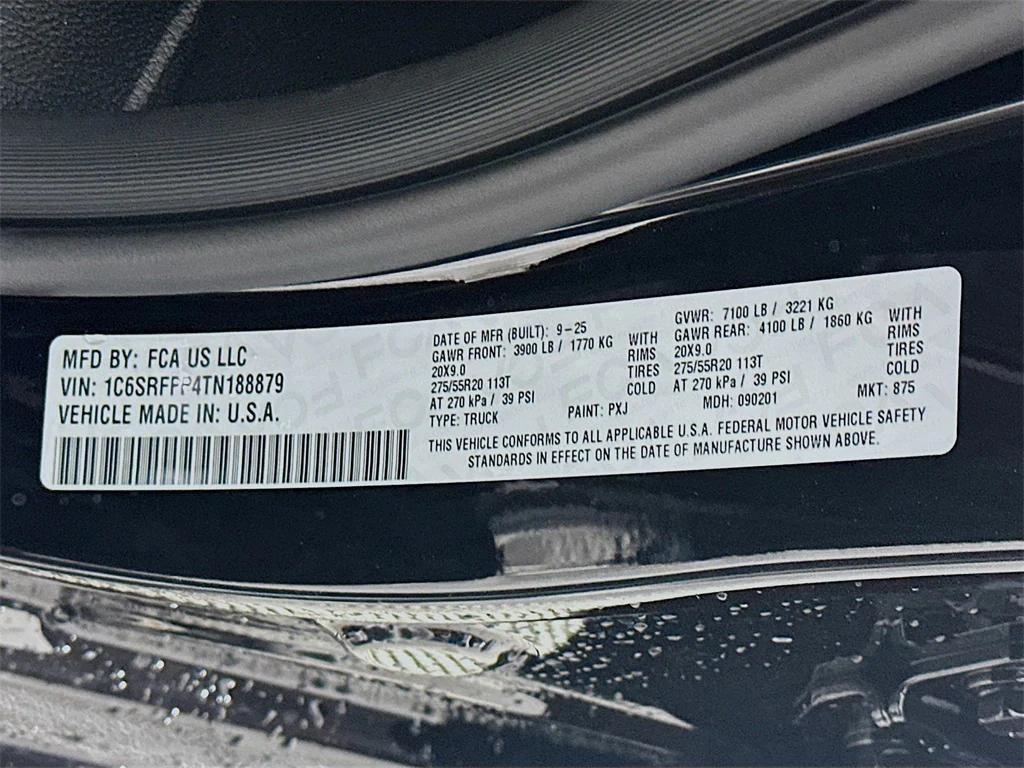 MFD BY: FCA US LLC
VIN: 1C6SRFFP4TN188879
VEHICLE MADE IN: U.S.A.
DATE OF MFR (BUILT): 9-25
GAWR FRONT: 3900 LB / 1770 KG WITH
20X9.0 RIMS
275/55R20 113T TIRES
AT 270 kPa / 39 PSI COLD
TYPE: TRUCK
GVWR: 7100 LB / 3221 KG
GAWR REAR: 4100 LB / 1860 KG WITH
20X9.0 RIMS
275/55R20 113T TIRES
AT 270 kPa / 39 PSI COLD
PAINT: PXJ MDH: 090201 MKT: 875
THIS VEHICLE CONFORMS TO ALL APPLICABLE U.S.A. FEDERAL MOTOR VEHICLE SAFETY
STANDARDS IN EFFECT ON THE DATE OF MANUFACTURE SHOWN ABOVE.